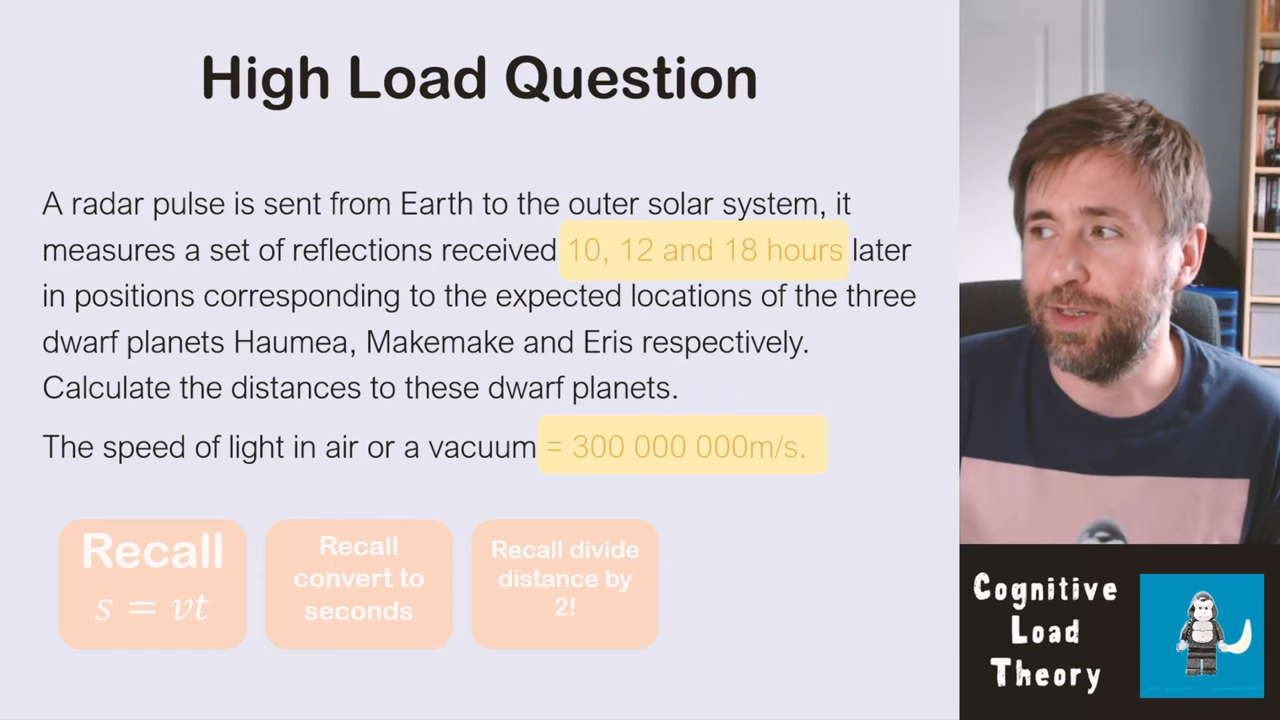 High Load Question
A radar pulse is sent from Earth to the outer solar system, it
measures a set of reflections received 10, 12 and 18 hours later
in positions corresponding to the expected locations of the three
dwarf planets Haumea, Makemake and Eris respectively.
Calculate the distances to these dwarf planets.
The speed of light in air or a vacuum = 300 000 000m/s.
Recall
s = vt
Recall
convert to
seconds
Recall divide
distance by
2!
Cognitive
Load
Theory